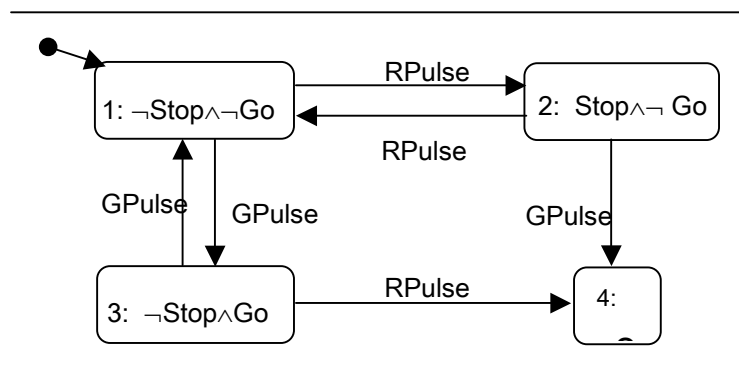 RPulse
1: ¬Stop∧¬Go
2: Stop∧¬ Go
RPulse
GPulse
GPulse
GPulse
RPulse
3: ¬Stop∧Go
4: